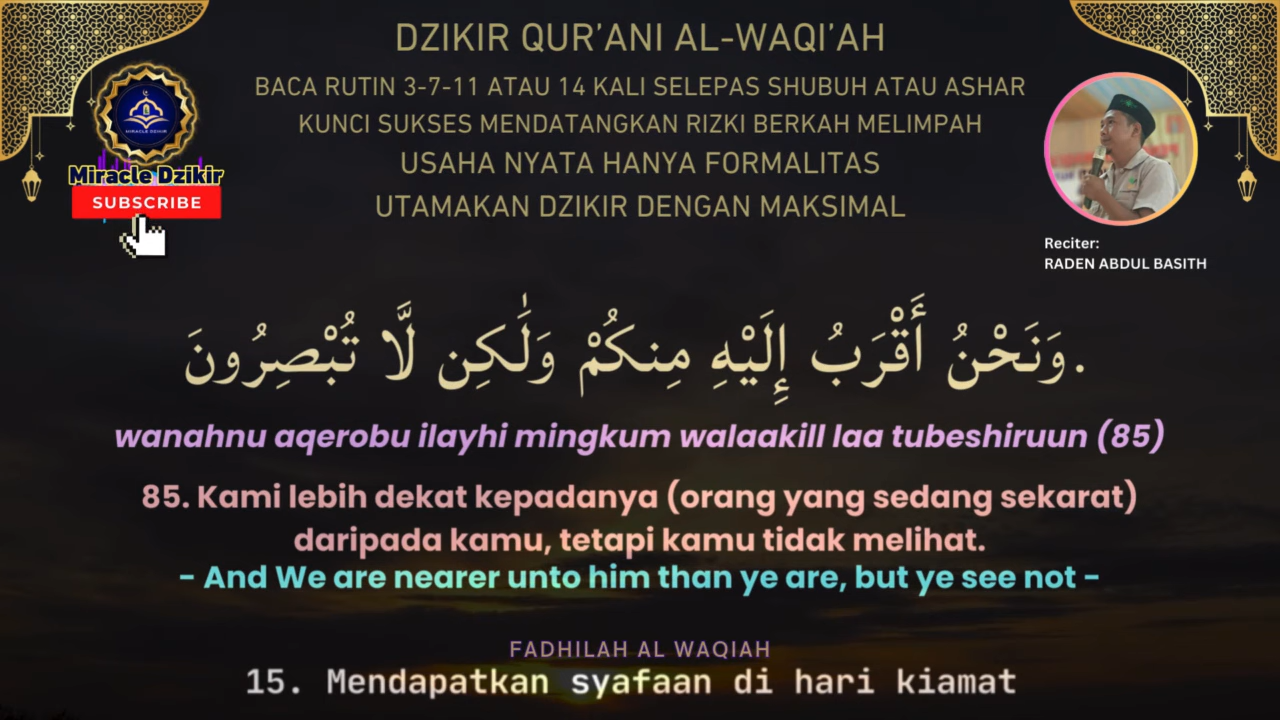 DZIKIR QUR'ANI AL-WAQI'AH
BACA RUTIN 3-7-11 ATAU 14 KALI SELEPAS SHUBUH ATAU ASHAR
KUNCI SUKSES MENDATANGKAN RIZKI BERKAH MELIMPAH
USAHA NYATA HANYA FORMALITAS
UTAMAKAN DZIKIR DENGAN MAKSIMAL
MIRACLE DZIKIR
Miracle Dzikir
SUBSCRIBE
Reciter:
RADEN ABDUL BASITH
وَنَحْنُ أَقْرَبُ إِلَيْهِ مِنكُمْ وَلَٰكِن لَّا تُبْصِرُونَ.
wanahnu aqerobu ilayhi mingkum walaakill laa tubeshiruun (85)
85. Kami lebih dekat kepadanya (orang yang sedang sekarat)
daripada kamu, tetapi kamu tidak melihat.
- And We are nearer unto him than ye are, but ye see not -
FADHILAH AL WAQIAH
15. Mendapatkan syafaan di hari kiamat